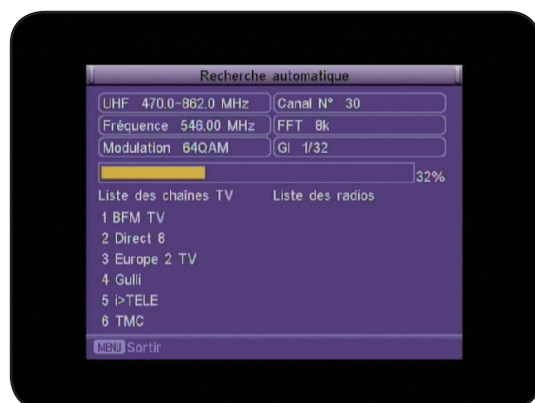 Recherche automatique
UHF 470.0~862.0 MHz
Canal N° 30
Fréquence 546.00 MHz
FFT 8k
Modulation 64QAM
GI 1/32
32%
Liste des chaînes TV
Liste des radios
1 BFM TV
2 Direct 8
3 Europe 2 TV
4 Gulli
5 i>TELE
6 TMC
MENU Sortir